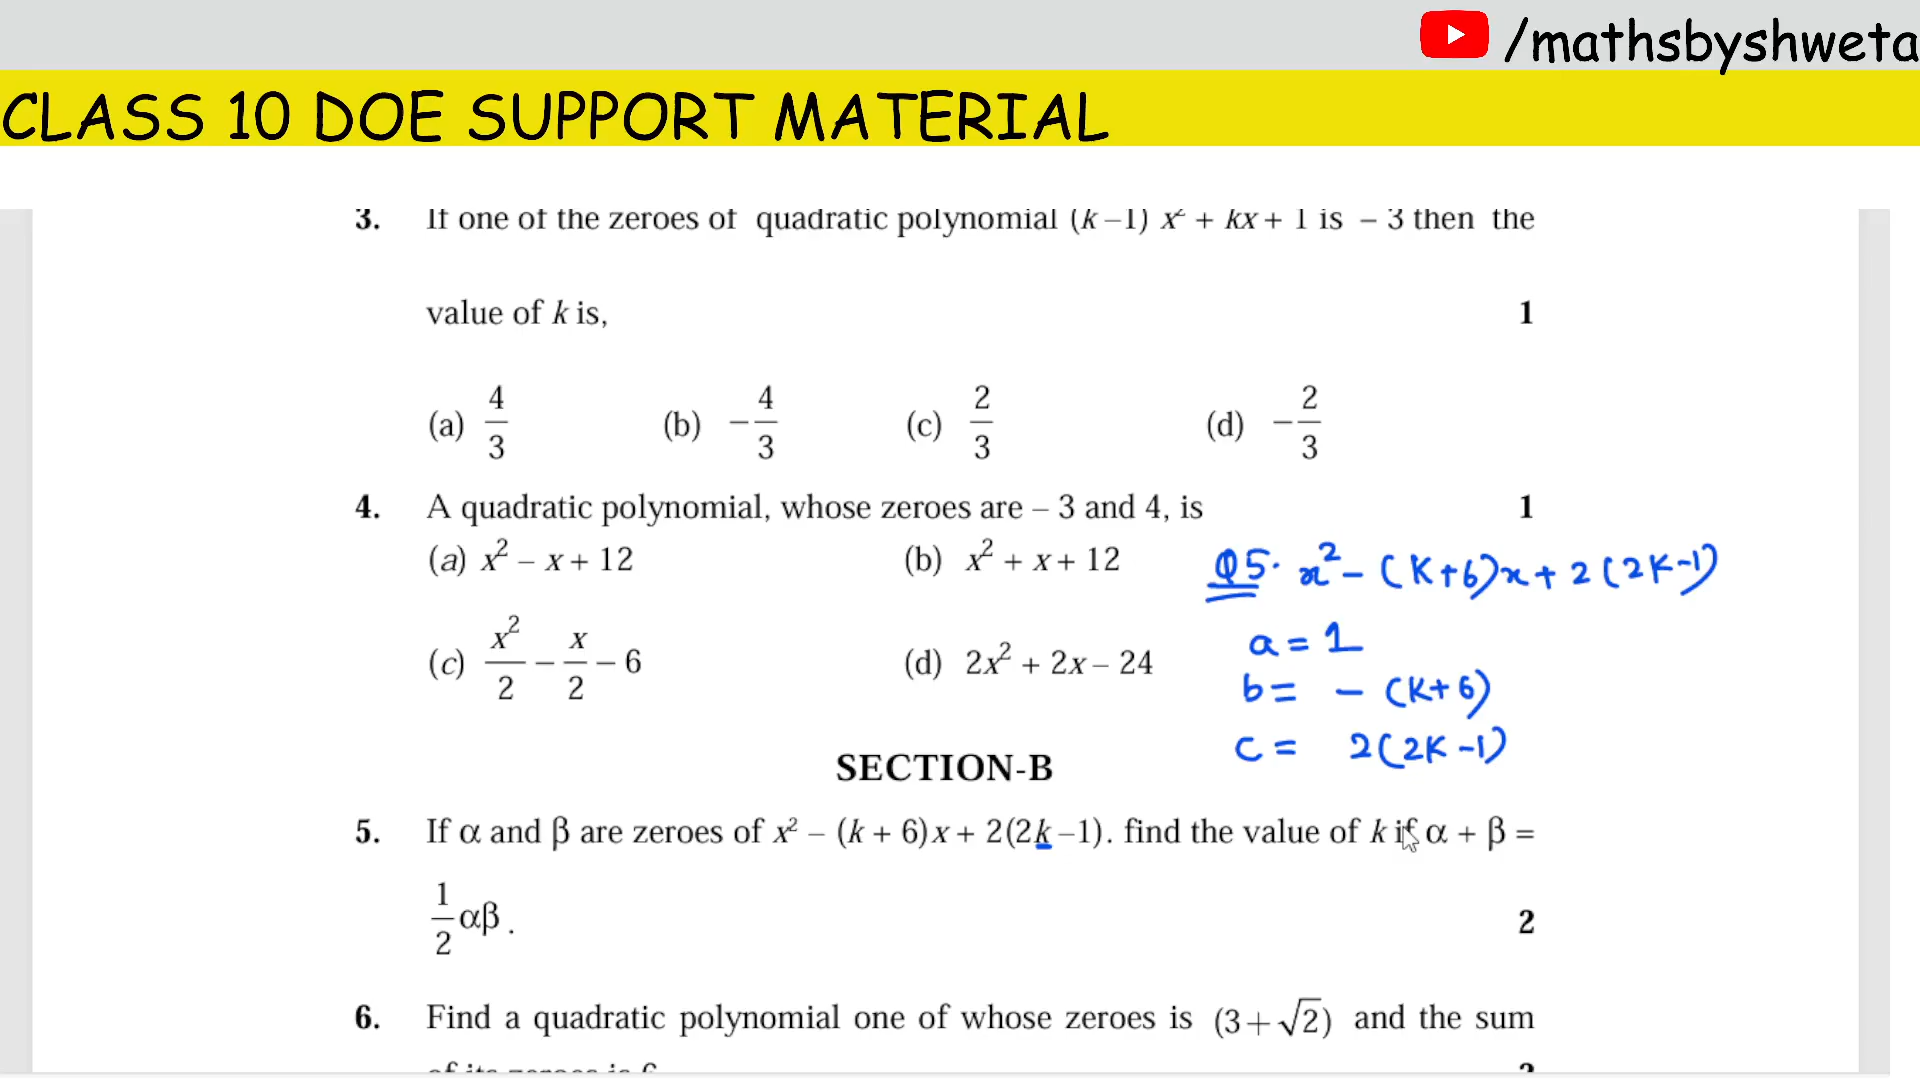 /mathsbyshweta
CLASS 10 DOE SUPPORT MATERIAL
3. If one of the zeroes of quadratic polynomial (k – 1) x² + kx + 1 is – 3 then the
value of k is, 1
(a) 4/3 (b) –4/3 (c) 2/3 (d) –2/3
4. A quadratic polynomial, whose zeroes are – 3 and 4, is 1
(a) x² – x + 12 (b) x² + x + 12
(c) x²/2 – x/2 – 6 (d) 2x² + 2x – 24
Q5. x² – (K+6)x + 2(2K-1)
a = 1
b = – (K+6)
c = 2(2K-1)
SECTION-B
5. If α and β are zeroes of x² – (k + 6)x + 2(2k –1). find the value of k if α + β =
1/2 αβ. 2
6. Find a quadratic polynomial one of whose zeroes is (3+√2) and the sum
of its zeroes is 6